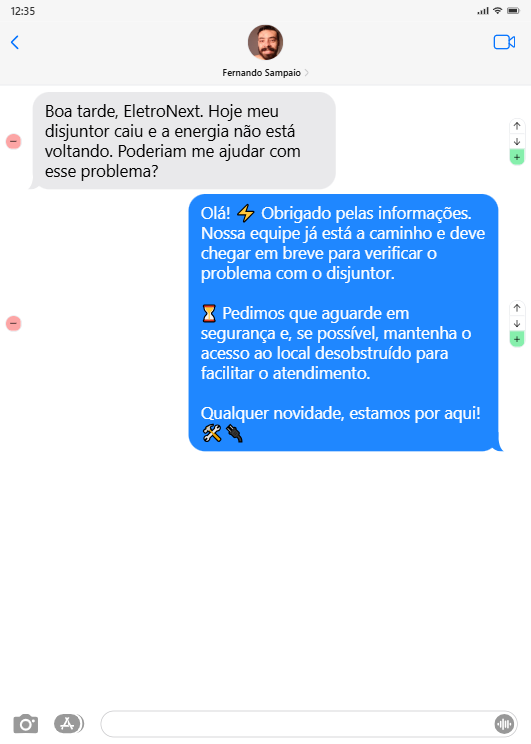 12:35
Fernando Sampaio
Boa tarde, EletroNext. Hoje meu
disjuntor caiu e a energia não está
voltando. Poderiam me ajudar com
esse problema?
Olá! ⚡ Obrigado pelas informações.
Nossa equipe já está a caminho e deve
chegar em breve para verificar o
problema com o disjuntor.
⏳ Pedimos que aguarde em
segurança e, se possível, mantenha o
acesso ao local desobstruído para
facilitar o atendimento.
Qualquer novidade, estamos por aqui!
🛠️🔌